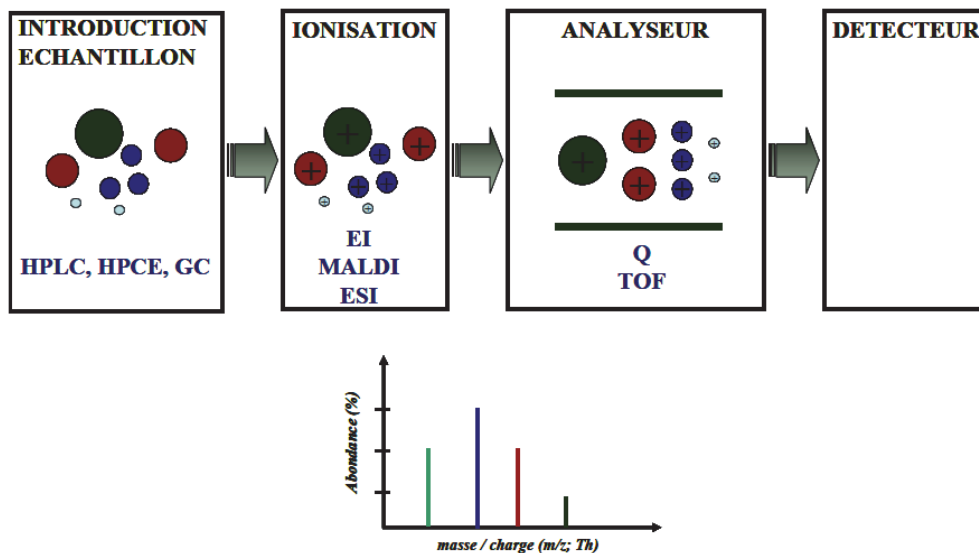 INTRODUCTION
ECHANTILLON
HPLC, HPCE, GC
IONISATION
EI
MALDI
ESI
ANALYSEUR
Q
TOF
DETECTEUR
Abondance (%)
masse / charge (m/z; Th)